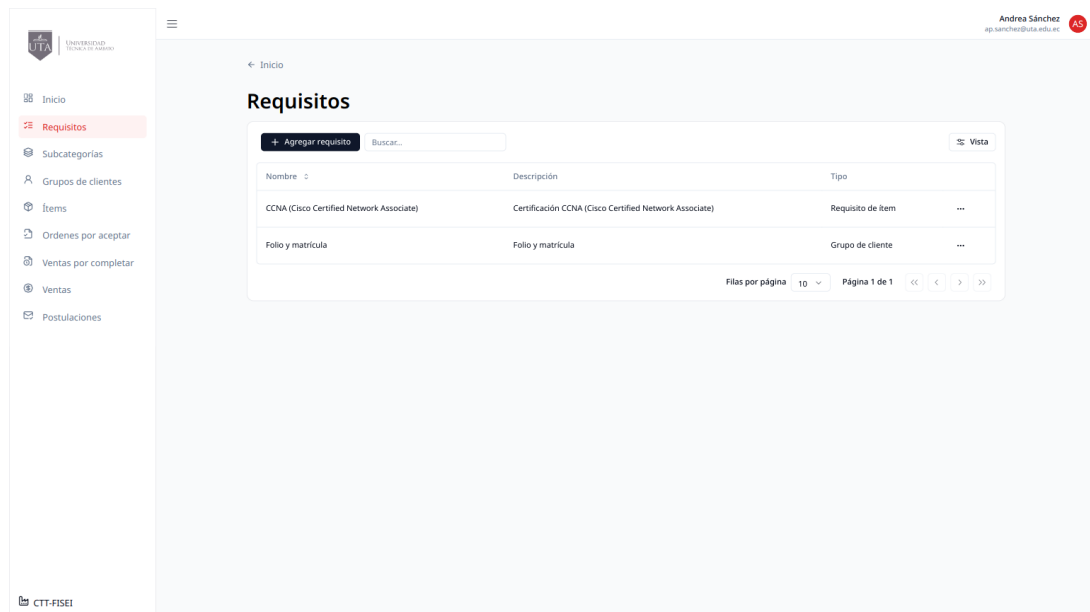 Andrea Sánchez
ap.sanchez@uta.edu.ec
AS
UTA
UNIVERSIDAD
TÉCNICA DE AMBATO
Inicio
Requisitos
Subcategorías
Grupos de clientes
Ítems
Ordenes por aceptar
Ventas por completar
Ventas
Postulaciones
CTT-FISEI
← Inicio
Requisitos
+ Agregar requisito
Buscar...
Vista
Nombre Descripción Tipo
CCNA (Cisco Certified Network Associate) Certificación CCNA (Cisco Certified Network Associate) Requisito de ítem ...
Folio y matrícula Folio y matrícula Grupo de cliente ...
Filas por página 10 Página 1 de 1